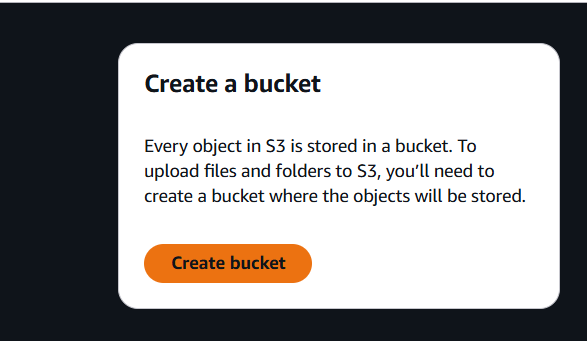 Create a bucket
Every object in S3 is stored in a bucket. To
upload files and folders to S3, you’ll need to
create a bucket where the objects will be stored.
Create bucket